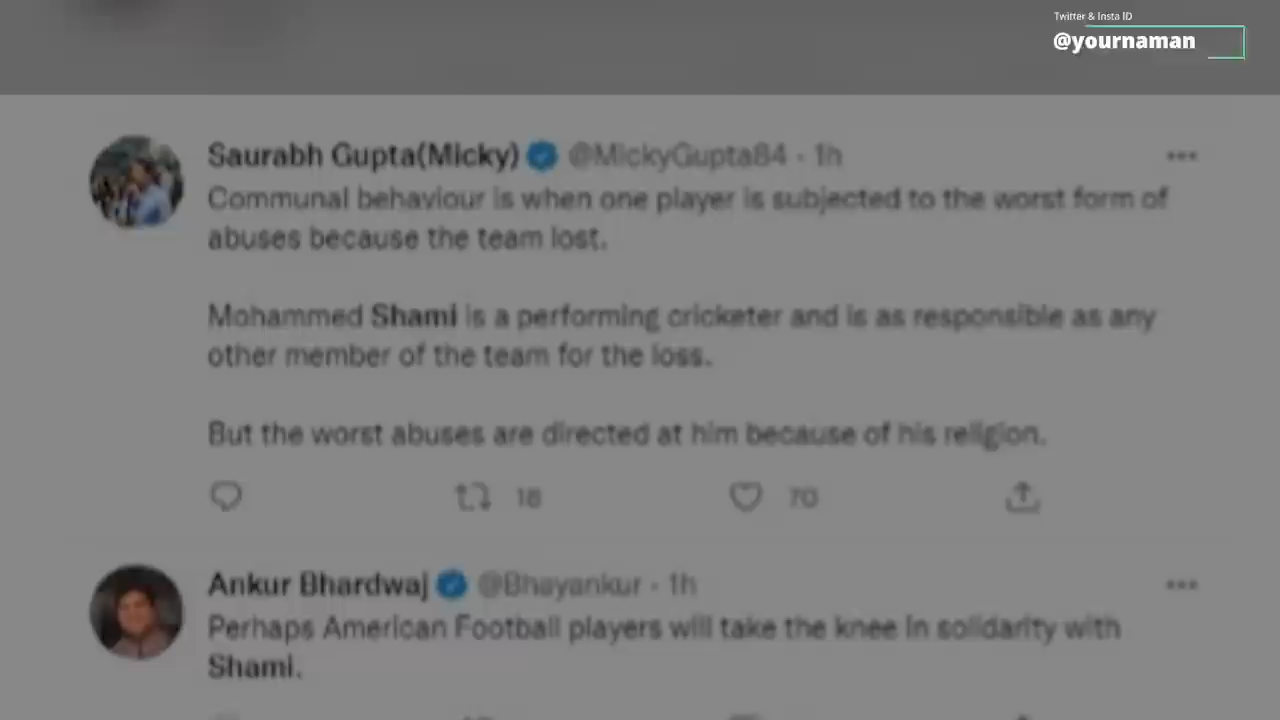 Twitter & Insta ID
@yournaman
Saurabh Gupta(Micky) @MickyGupta84 · 1h
Communal behaviour is when one player is subjected to the worst form of
abuses because the team lost.
Mohammed Shami is a performing cricketer and is as responsible as any
other member of the team for the loss.
But the worst abuses are directed at him because of his religion.
18 70
Ankur Bhardwaj @Bhayankur · 1h
Perhaps American Football players will take the knee in solidarity with
Shami.